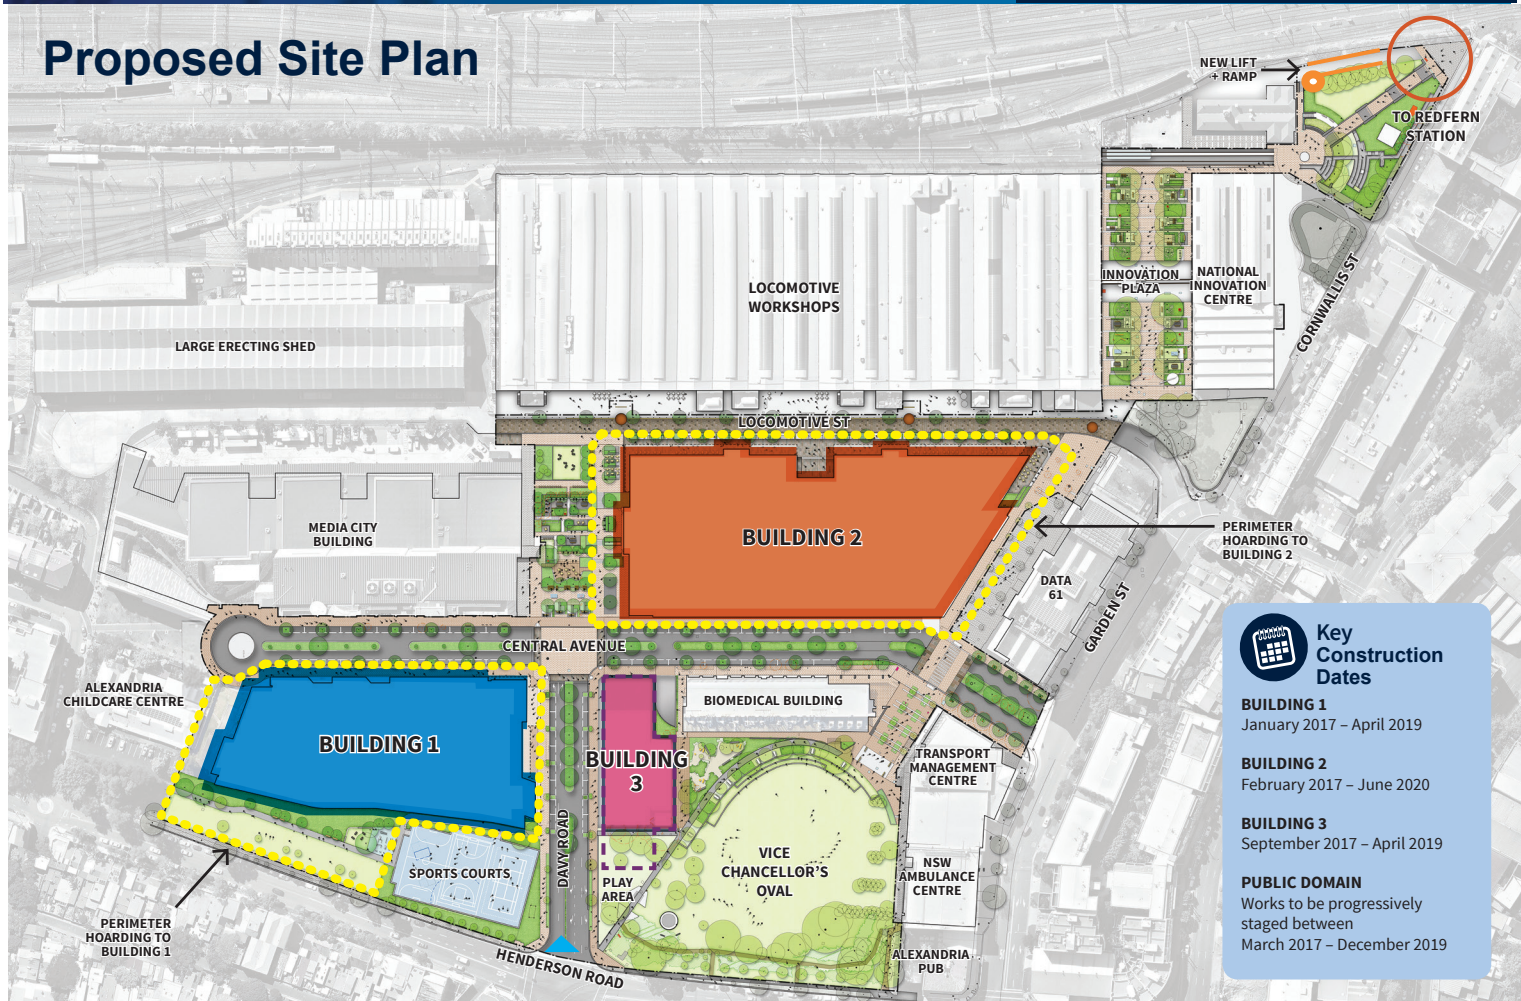 Proposed Site Plan
NEW LIFT
+ RAMP
TO REDFERN
STATION
LOCOMOTIVE
WORKSHOPS
INNOVATION
PLAZA
NATIONAL
INNOVATION
CENTRE
CORNWALLIS ST
LARGE ERECTING SHED
LOCOMOTIVE ST
MEDIA CITY
BUILDING
BUILDING 2
PERIMETER
HOARDING TO
BUILDING 2
DATA
61
GARDEN ST
CENTRAL AVENUE
ALEXANDRIA
CHILDCARE CENTRE
BUILDING 1
BIOMEDICAL BUILDING
BUILDING
3
TRANSPORT
MANAGEMENT
CENTRE
DAVY ROAD
SPORTS COURTS
PLAY
AREA
VICE
CHANCELLOR'S
OVAL
NSW
AMBULANCE
CENTRE
PERIMETER
HOARDING TO
BUILDING 1
HENDERSON ROAD
ALEXANDRIA
PUB
Key
Construction
Dates
BUILDING 1
January 2017 – April 2019
BUILDING 2
February 2017 – June 2020
BUILDING 3
September 2017 – April 2019
PUBLIC DOMAIN
Works to be progressively
staged between
March 2017 – December 2019